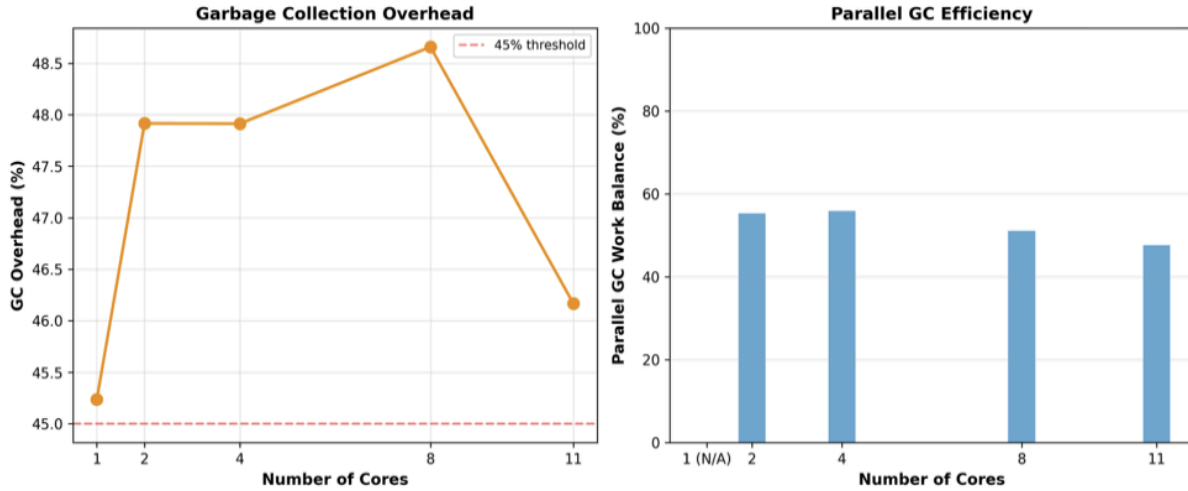 Garbage Collection Overhead
45% threshold
GC Overhead (%)
48.5
48.0
47.5
47.0
46.5
46.0
45.5
45.0
1 2 4 8 11
Number of Cores
Parallel GC Efficiency
Parallel GC Work Balance (%)
100
80
60
40
20
0
1 (N/A) 2 4 8 11
Number of Cores